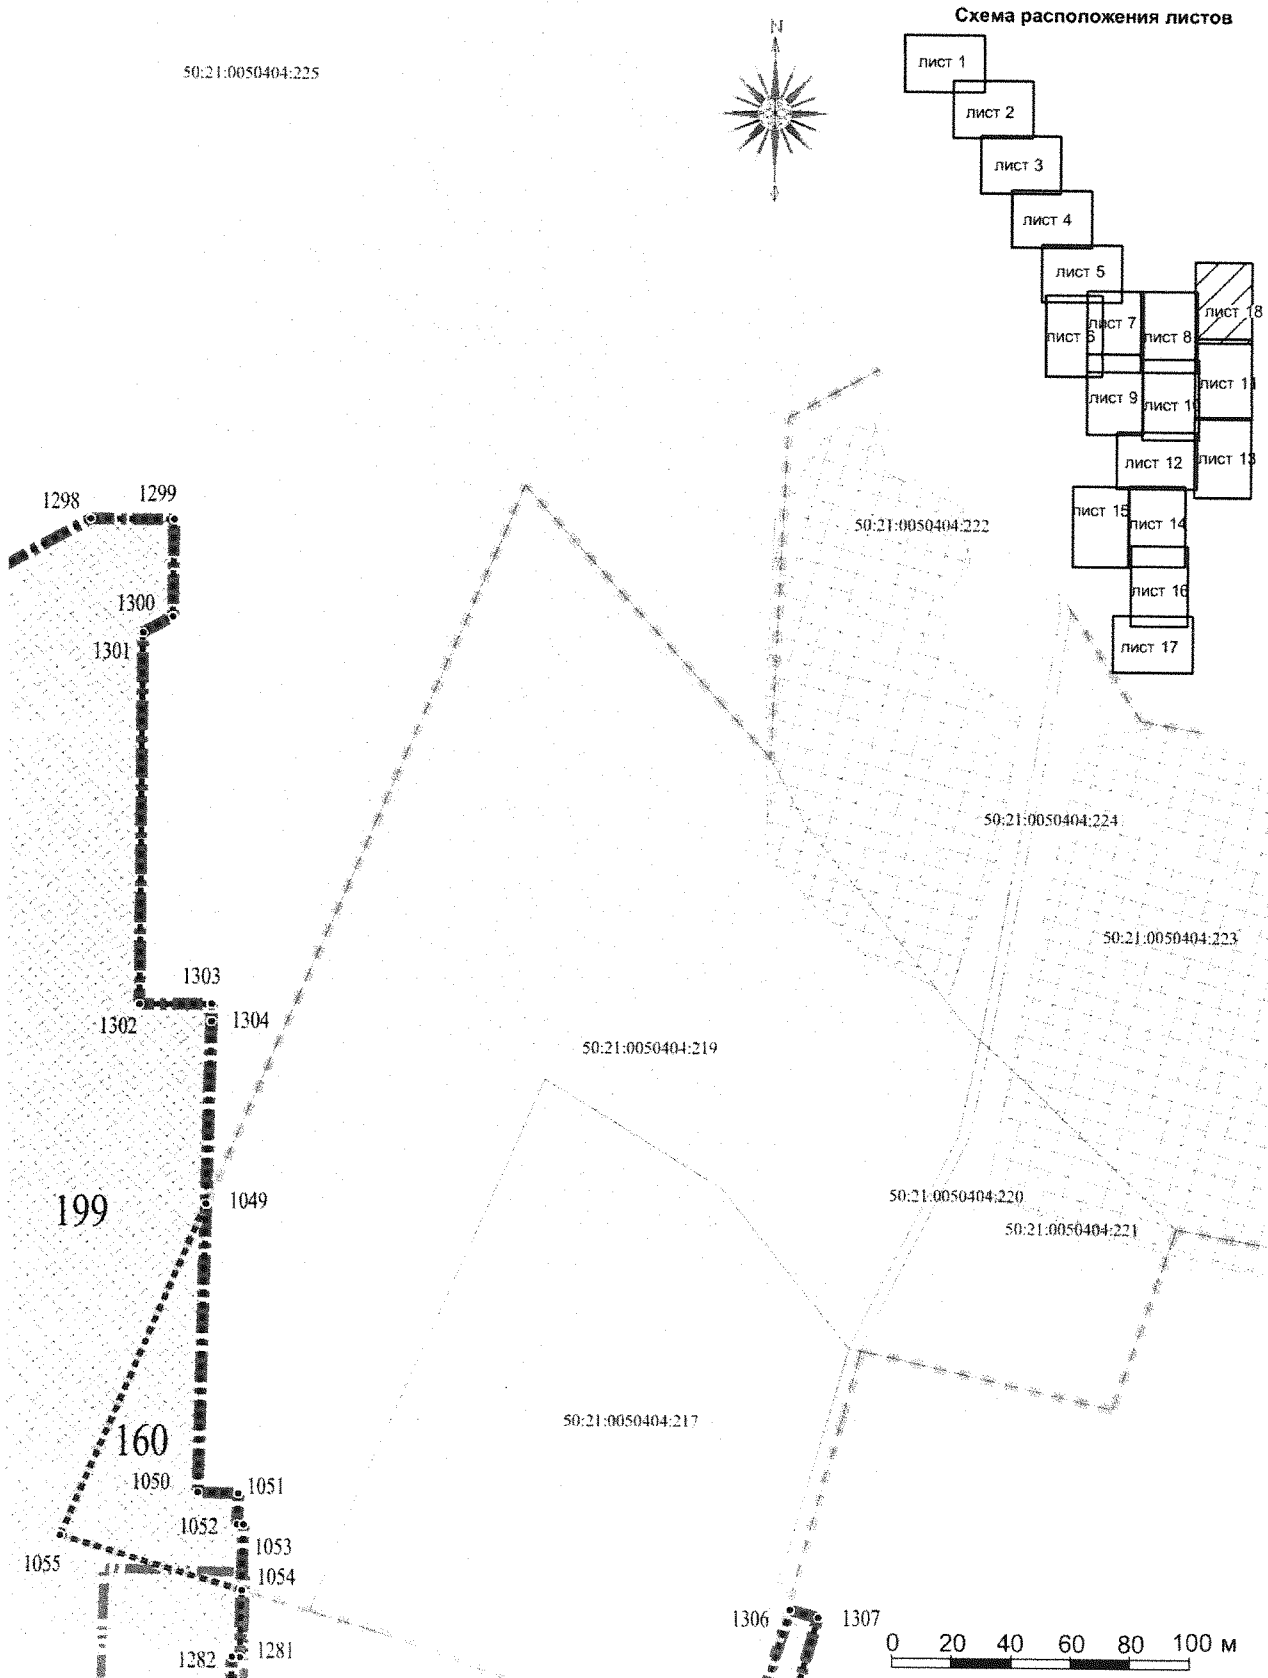 Схема расположения листов
N
50:21:0050404:225
лист 1
лист 2
лист 3
лист 4
лист 5
лист 18
лист 7
лист 6
лист 8
лист 11
лист 9
лист 10
лист 12
лист 13
лист 15
лист 14
лист 16
лист 17
1298
1299
50:21:0050404:222
1300
1301
50:21:0050404:224
50:21:0050404:223
1303
1302
1304
50:21:0050404:219
199
1049
50:21:0050404:220
50:21:0050404:221
160
50:21:0050404:217
1050
1051
1052
1053
1055
1054
1306
1307
1282
1281
0 20 40 60 80 100 м